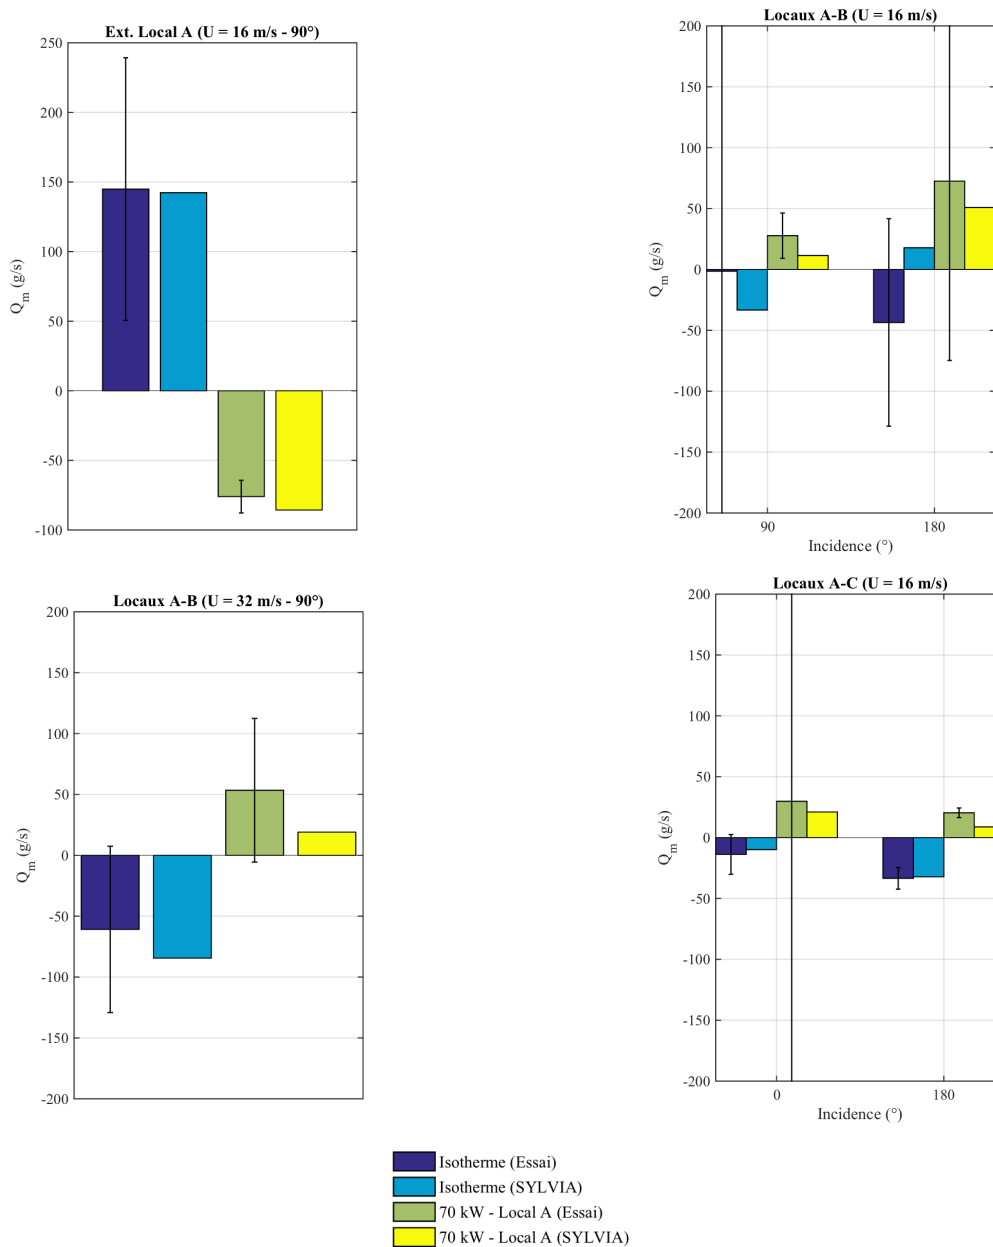 Ext. Local A (U = 16 m/s - 90°)
250
200
150
100
50
0
-50
-100
Q_m (g/s)
Locaux A-B (U = 16 m/s)
200
150
100
50
0
-50
-100
-150
-200
Q_m (g/s)
90
180
Incidence (°)
Locaux A-B (U = 32 m/s - 90°)
200
150
100
50
0
-50
-100
-150
-200
Q_m (g/s)
Locaux A-C (U = 16 m/s)
200
150
100
50
0
-50
-100
-150
-200
Q_m (g/s)
0
180
Incidence (°)
Isotherme (Essai)
Isotherme (SYLVIA)
70 kW - Local A (Essai)
70 kW - Local A (SYLVIA)